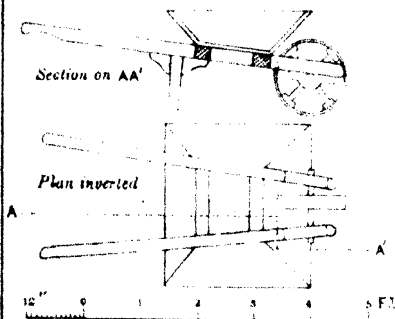 Section on AA'
Plan inverted
A
A'
12" 0 1 2 3 4 5 FT